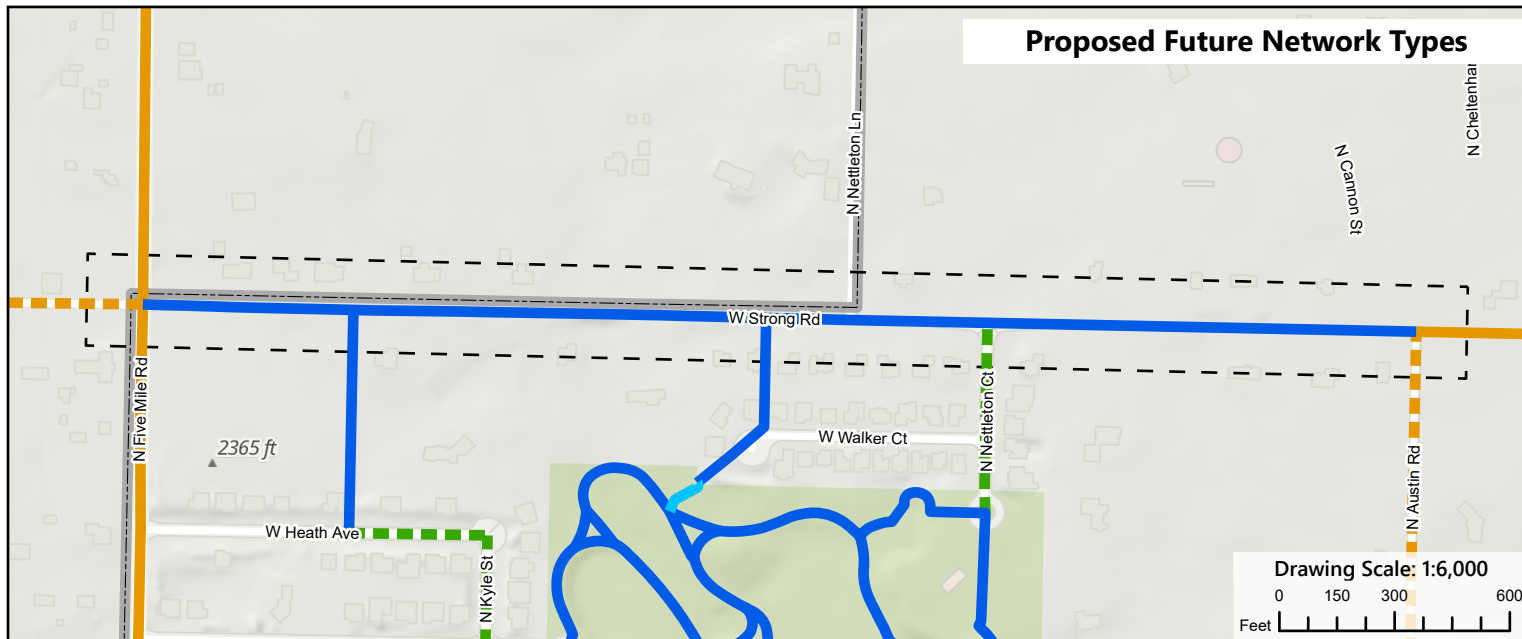 Proposed Future Network Types
N Nettleton Ln
N Cannon St
W Strong Rd
N Five Mile Rd
2365 ft
W Walker Ct
N Nettleton Ct
N Austin Rd
W Heath Ave
N Kyle St
Drawing Scale: 1:6,000
0 150 300 600
Feet